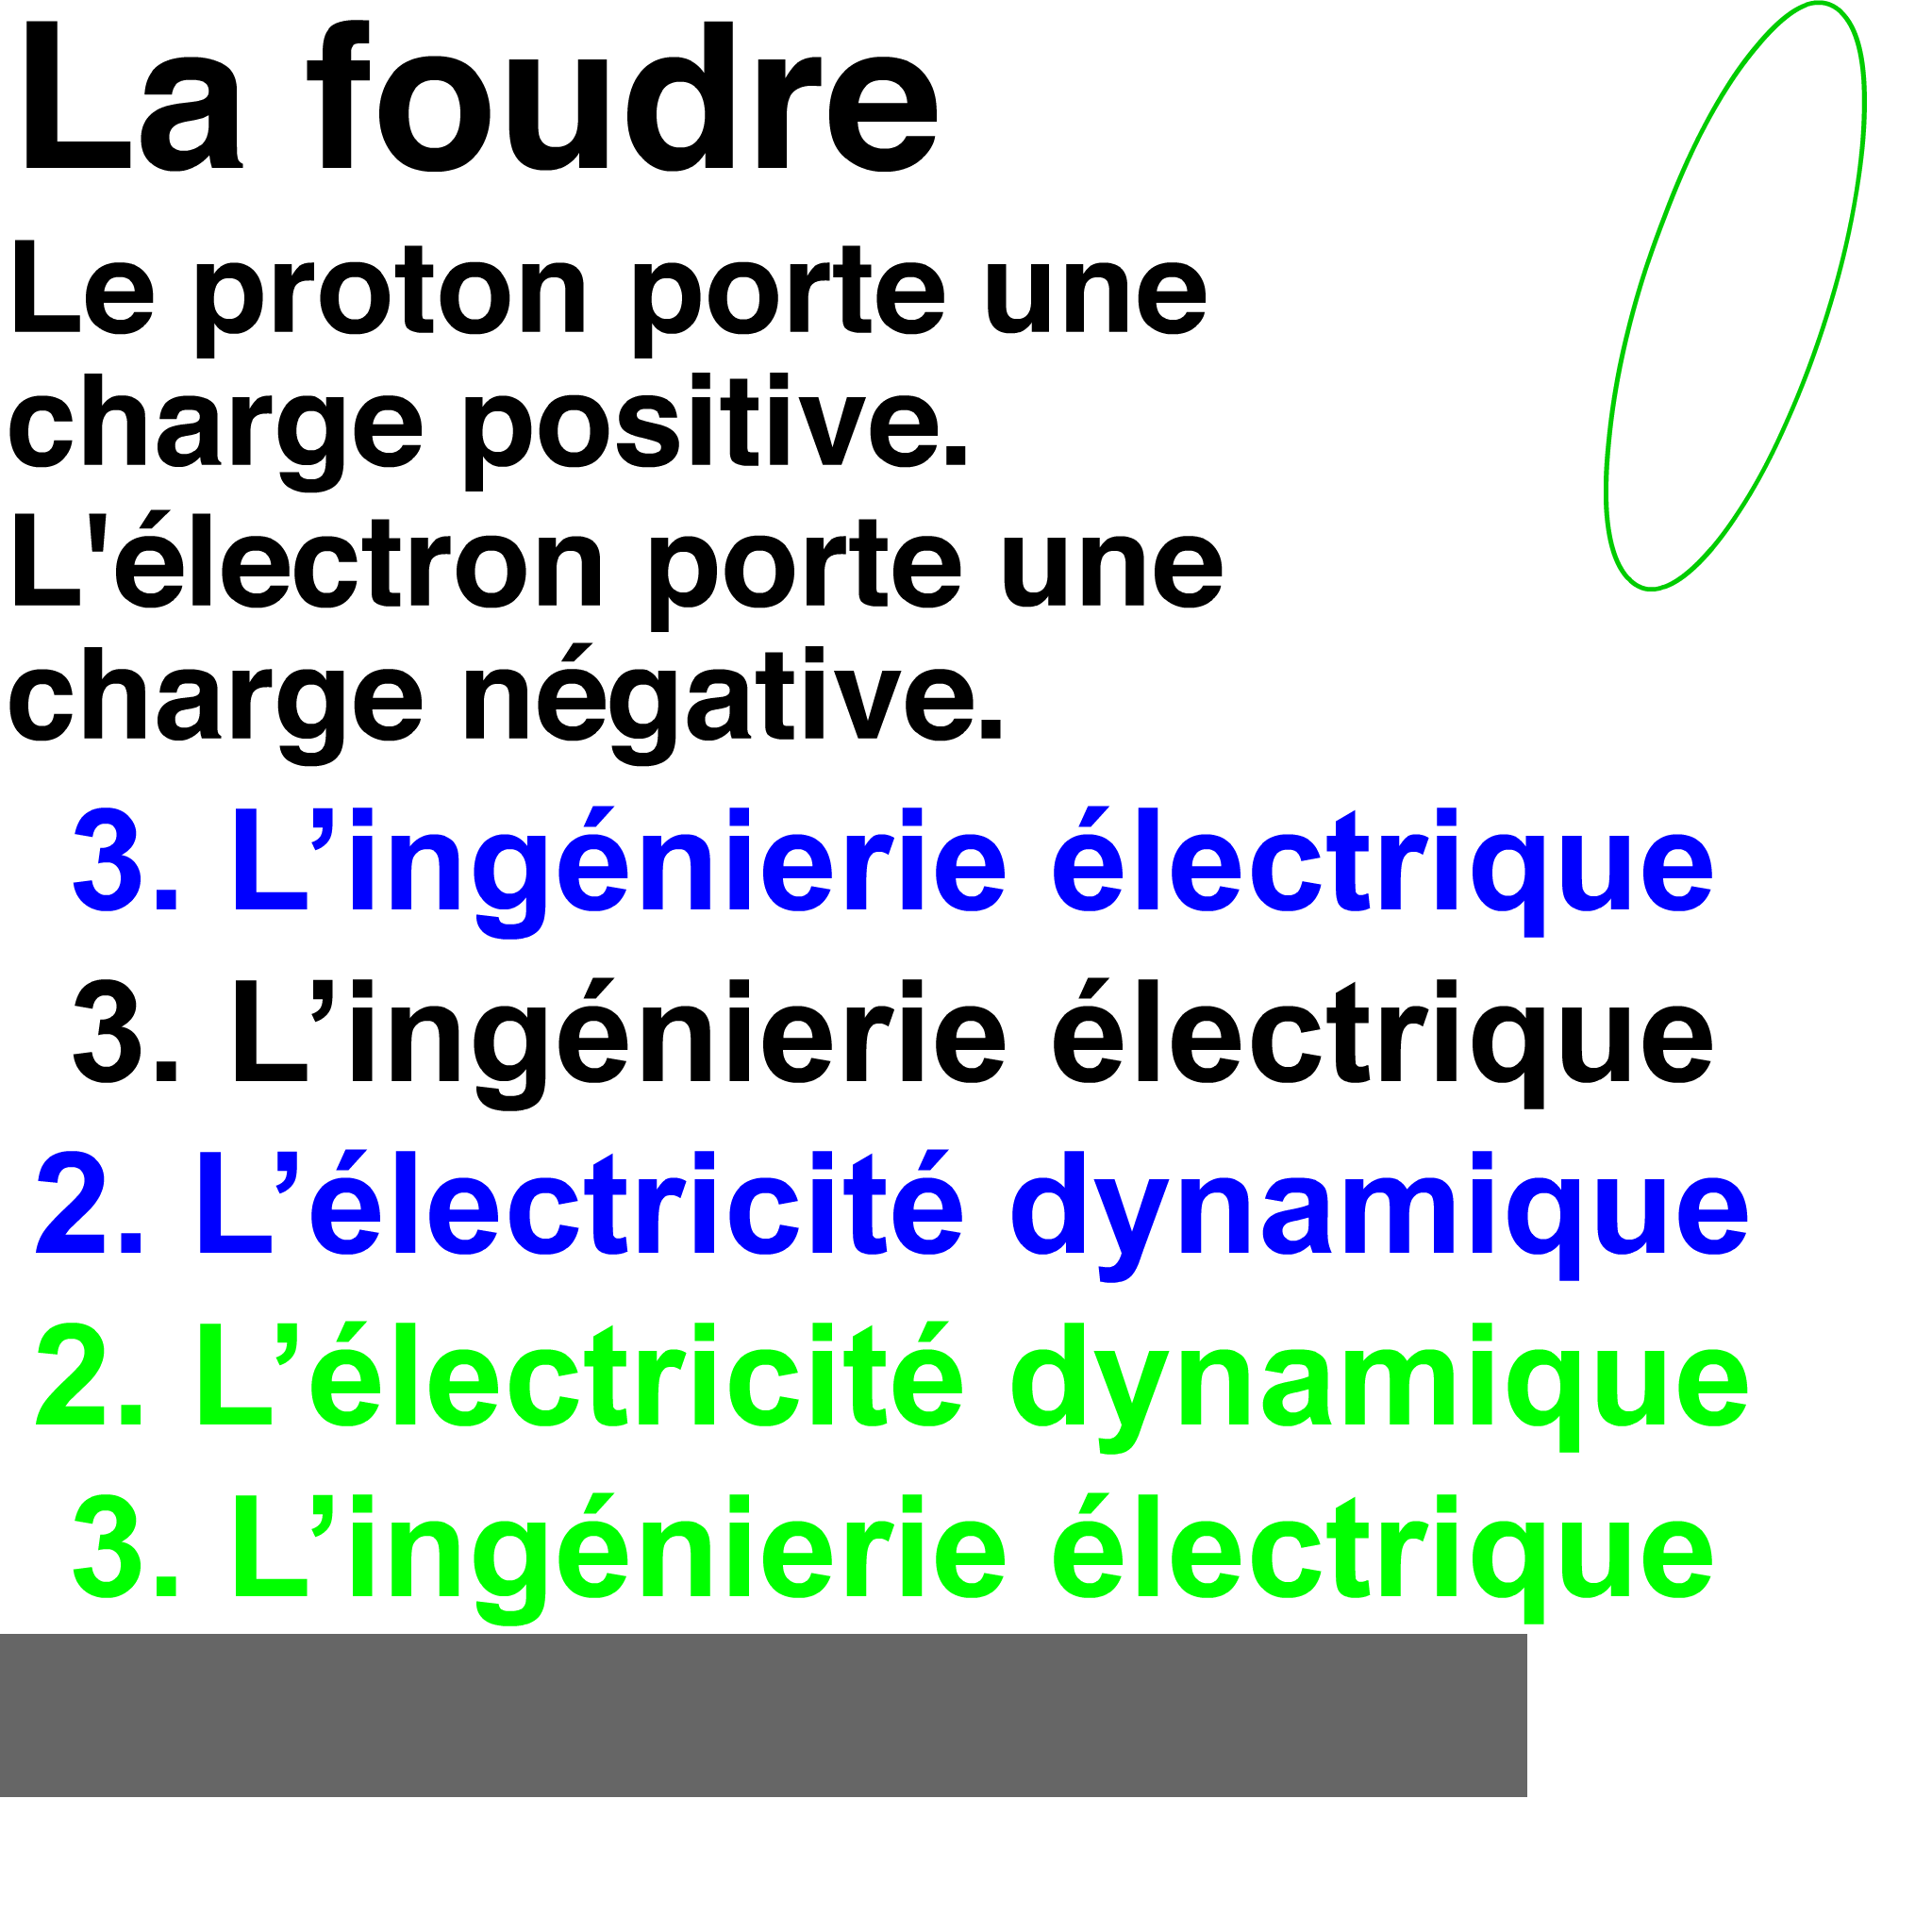 La foudre
Le proton porte une
charge positive.
L'électron porte une
charge négative.
3. L’ingénierie électrique
3. L’ingénierie électrique
2. L’électricité dynamique
2. L’électricité dynamique
3. L’ingénierie électrique